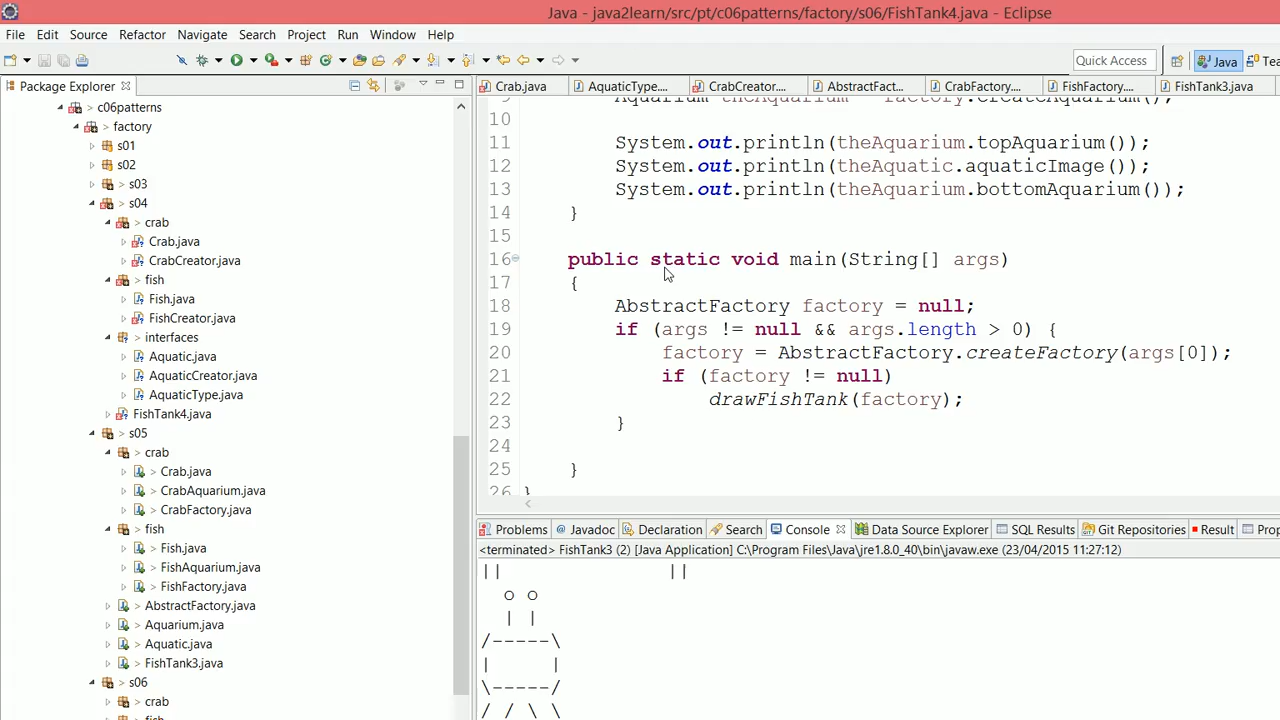 Java - java2learn/src/pt/c06patterns/factory/s06/FishTank4.java - Eclipse
File Edit Source Refactor Navigate Search Project Run Window Help
Quick Access Java Tea
Package Explorer
Crab.java AquaticType.... CrabCreator.... AbstractFact... CrabFactory.... FishFactory.... FishTank3.java
> c06patterns
> factory
s01
s02
> s03
> s04
> crab
> Crab.java
> CrabCreator.java
> fish
> Fish.java
> FishCreator.java
> interfaces
> Aquatic.java
> AquaticCreator.java
> AquaticType.java
> FishTank4.java
> s05
> crab
> Crab.java
> CrabAquarium.java
> CrabFactory.java
> fish
> Fish.java
> FishAquarium.java
> FishFactory.java
> AbstractFactory.java
> Aquarium.java
> Aquatic.java
> FishTank3.java
> s06
> crab
> fish
9 Aquarium theAquarium = factory.createAquarium();
10
11 System.out.println(theAquarium.topAquarium());
12 System.out.println(theAquatic.aquaticImage());
13 System.out.println(theAquarium.bottomAquarium());
14 }
15
16 public static void main(String[] args)
17 {
18 AbstractFactory factory = null;
19 if (args != null && args.length > 0) {
20 factory = AbstractFactory.createFactory(args[0]);
21 if (factory != null)
22 drawFishTank(factory);
23 }
24
25 }
26 }
Problems Javadoc Declaration Search Console Data Source Explorer SQL Results Git Repositories Result Prop
<terminated> FishTank3 (2) [Java Application] C:\Program Files\Java\jre1.8.0_40\bin\javaw.exe (23/04/2015 11:27:12)
|| ||
o o
| |
/-----\
| |
\-----/
/ / \ \